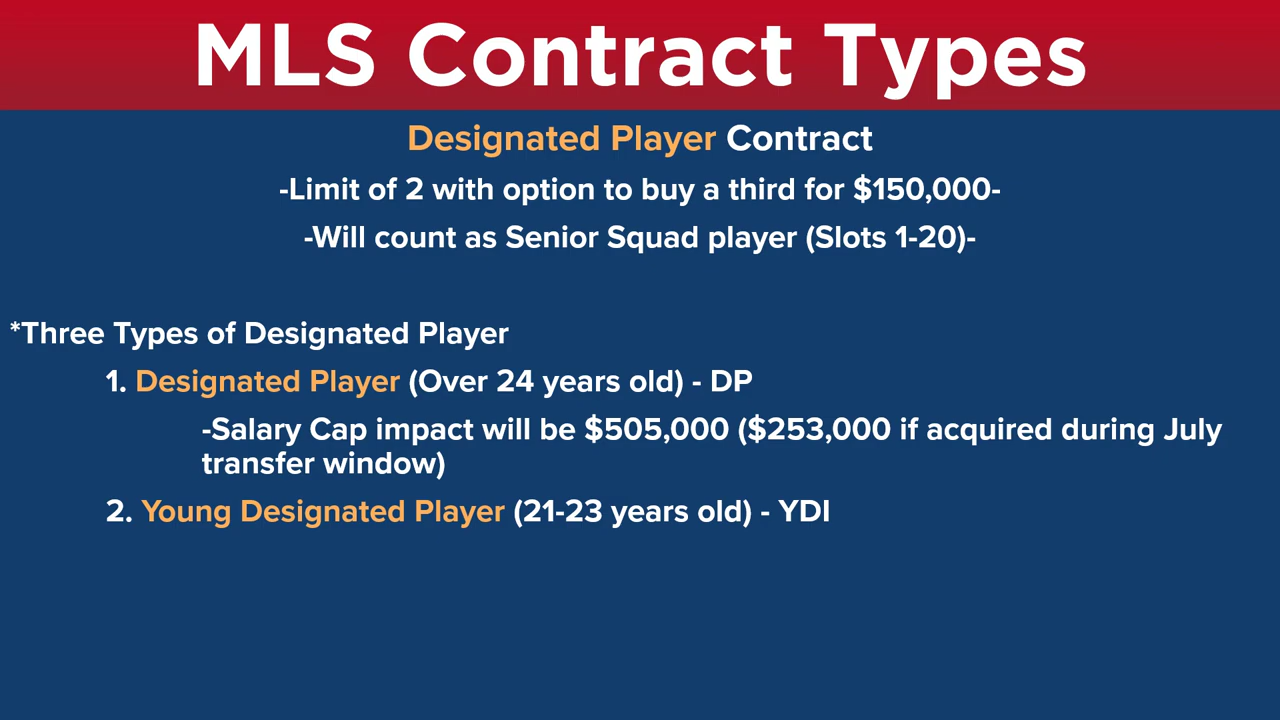 MLS Contract Types
Designated Player Contract
-Limit of 2 with option to buy a third for $150,000-
-Will count as Senior Squad player (Slots 1-20)-
*Three Types of Designated Player
1. Designated Player (Over 24 years old) - DP
-Salary Cap impact will be $505,000 ($253,000 if acquired during July
transfer window)
2. Young Designated Player (21-23 years old) - YDI